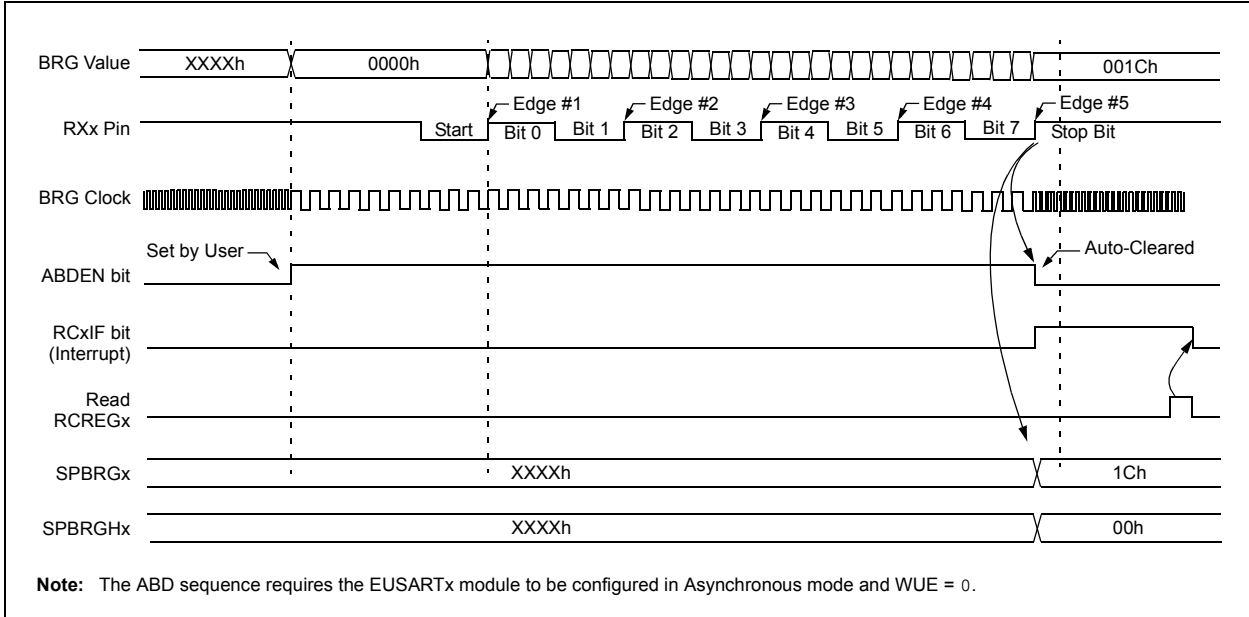 BRG Value XXXXh 0000h 001Ch
Edge #1 Edge #2 Edge #3 Edge #4 Edge #5
RXx Pin Start Bit 0 Bit 1 Bit 2 Bit 3 Bit 4 Bit 5 Bit 6 Bit 7 Stop Bit
BRG Clock
Set by User Auto-Cleared
ABDEN bit
RCxIF bit
(Interrupt)
Read
RCREGx
SPBRGx XXXXh 1Ch
SPBRGHx XXXXh 00h
Note: The ABD sequence requires the EUSARTx module to be configured in Asynchronous mode and WUE = 0.